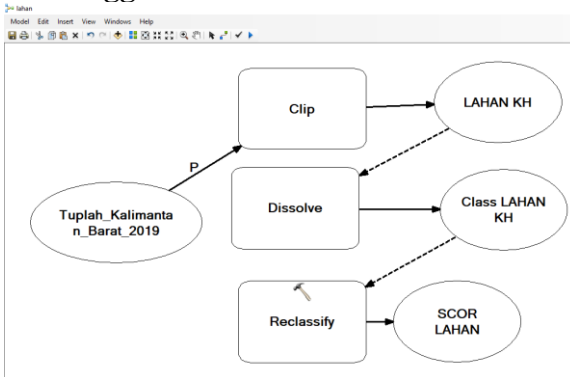 lahan
Model Edit Insert View Windows Help
Clip
LAHAN KH
P
Tuplah_Kalimanta
n_Barat_2019
Dissolve
Class LAHAN
KH
Reclassify
SCOR
LAHAN